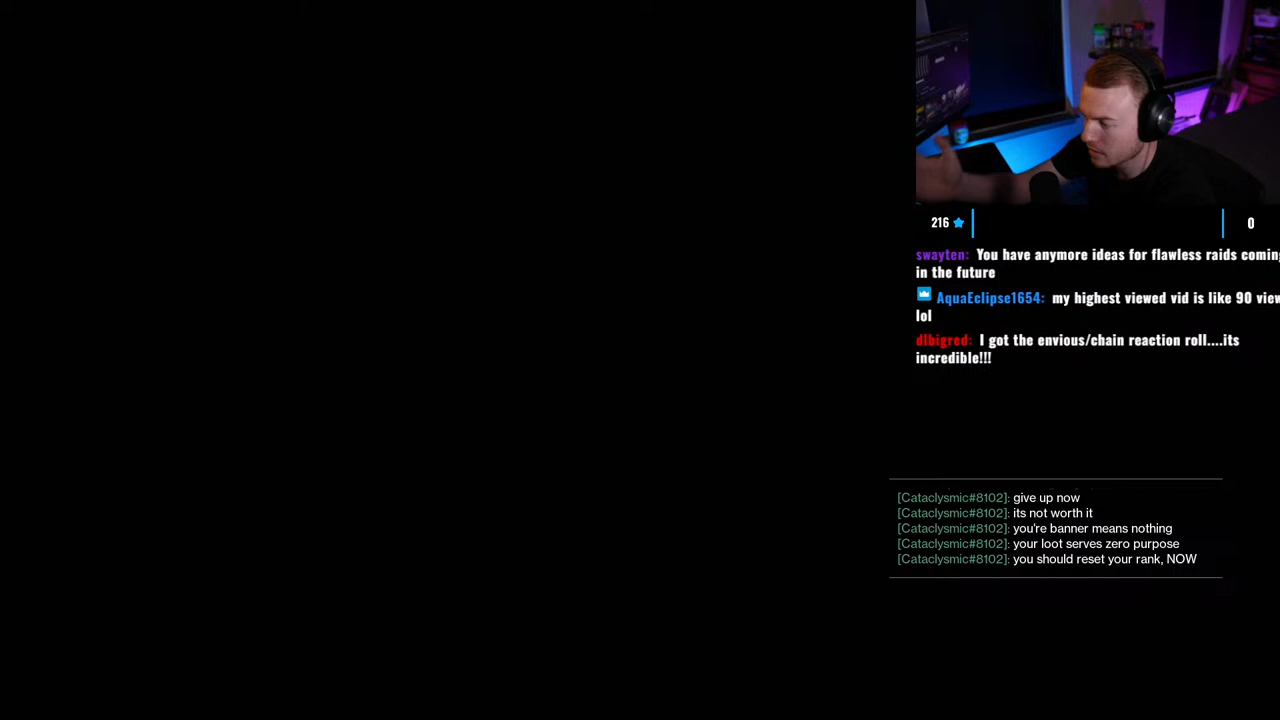 216
0
swayten: You have anymore ideas for flawless raids coming
in the future
AquaEclipse1654: my highest viewed vid is like 90 view
lol
dlbigred: I got the envious/chain reaction roll....its
incredible!!!
[Cataclysmic#8102]: give up now
[Cataclysmic#8102]: its not worth it
[Cataclysmic#8102]: you're banner means nothing
[Cataclysmic#8102]: your loot serves zero purpose
[Cataclysmic#8102]: you should reset your rank, NOW